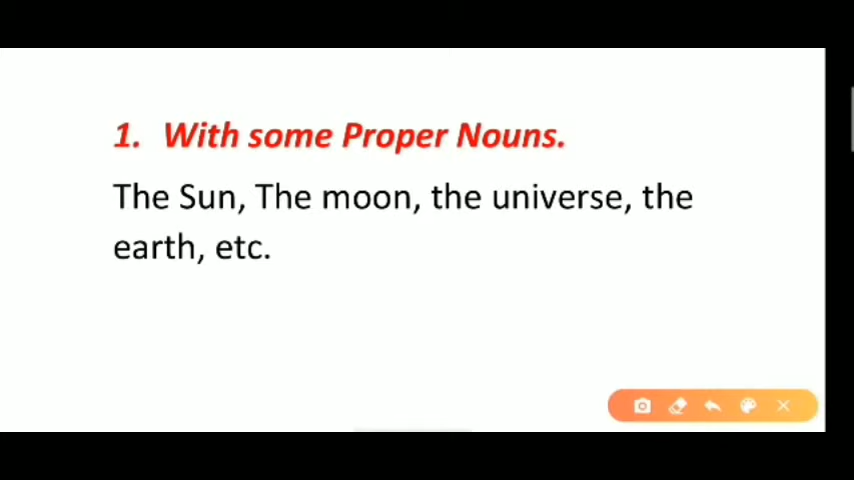 1. With some Proper Nouns.
The Sun, The moon, the universe, the
earth, etc.